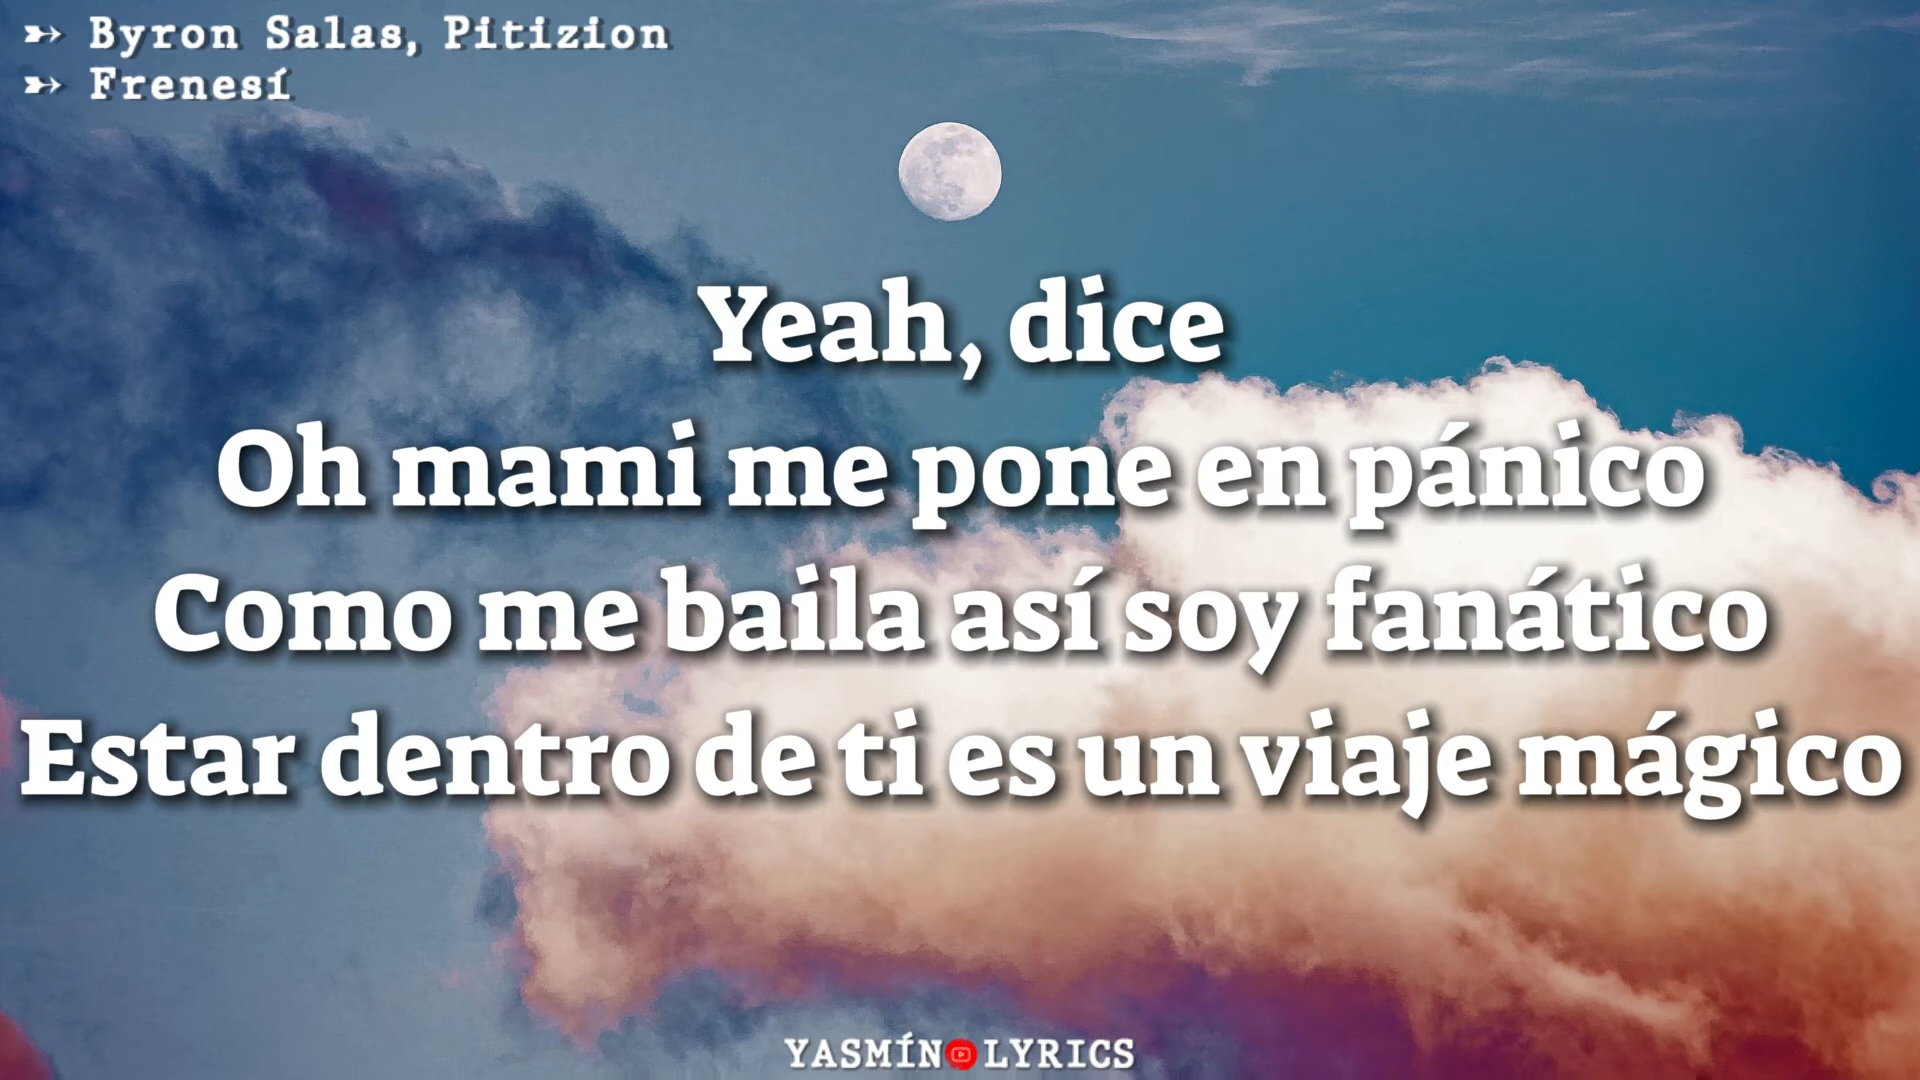 ➳ Byron Salas, Pitizion
➳ Frenesí
Yeah, dice
Oh mami me pone en pánico
Como me baila así soy fanático
Estar dentro de ti es un viaje mágico
YASMÍN LYRICS